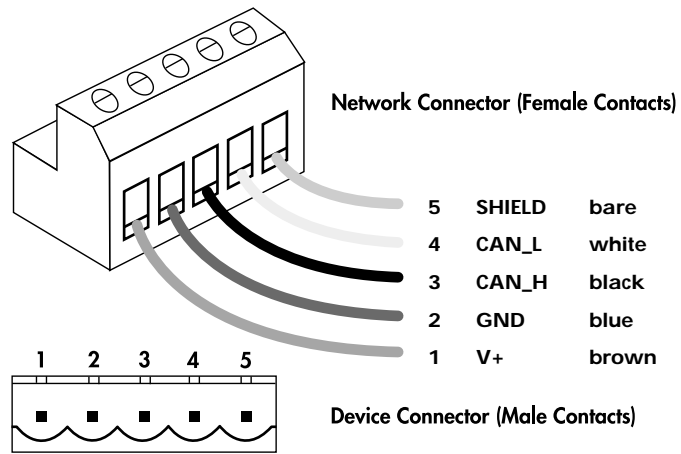 Network Connector (Female Contacts)
5 SHIELD bare
4 CAN_L white
3 CAN_H black
2 GND blue
1 V+ brown
1 2 3 4 5
Device Connector (Male Contacts)